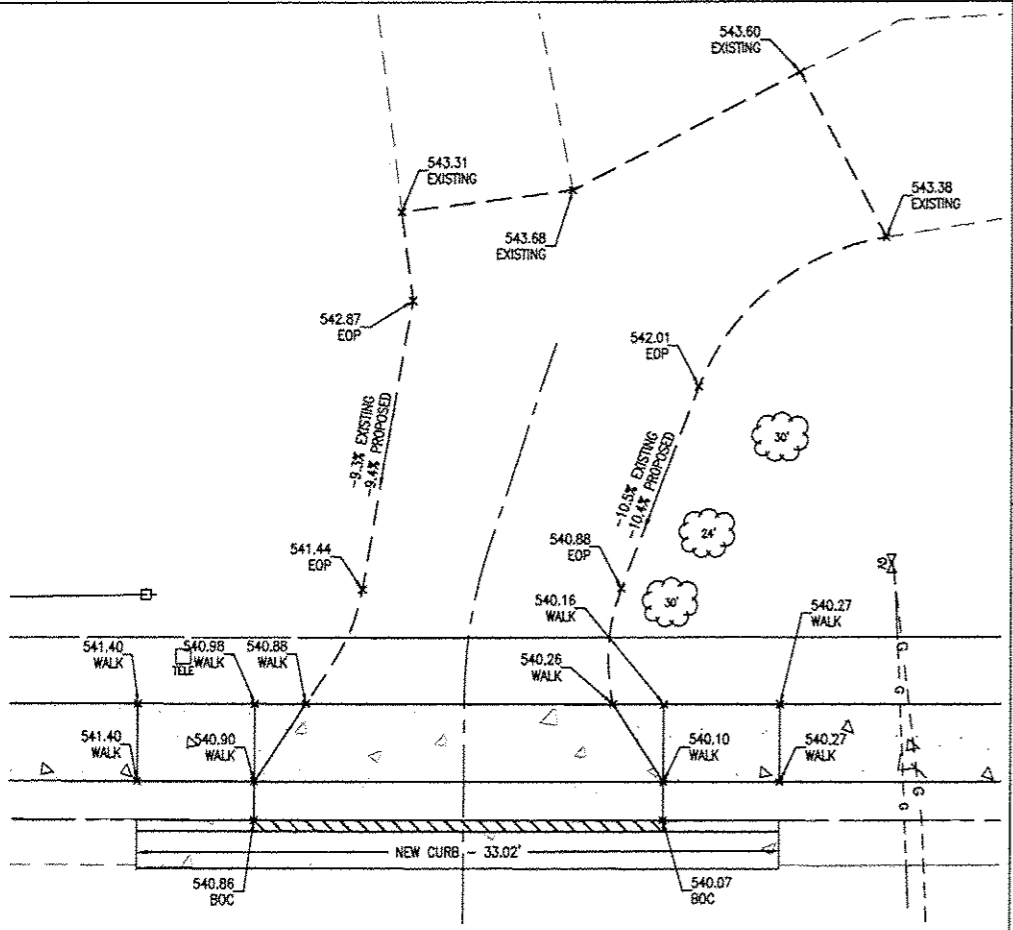 543.60
EXISTING
543.31
EXISTING
543.38
EXISTING
543.68
EXISTING
542.87
EOP
542.01
EOP
-9.3% EXISTING
-9.4% PROPOSED
-10.5% EXISTING
-10.4% PROPOSED
30'
24'
30'
541.44
EOP
540.88
EOP
540.16
WALK
540.27
WALK
541.40
WALK
540.98
WALK
540.88
WALK
540.26
WALK
TELE
G
G
541.40
WALK
540.90
WALK
540.10
WALK
540.27
WALK
G
G
NEW CURB - 33.02'
540.86
BOC
540.07
BOC